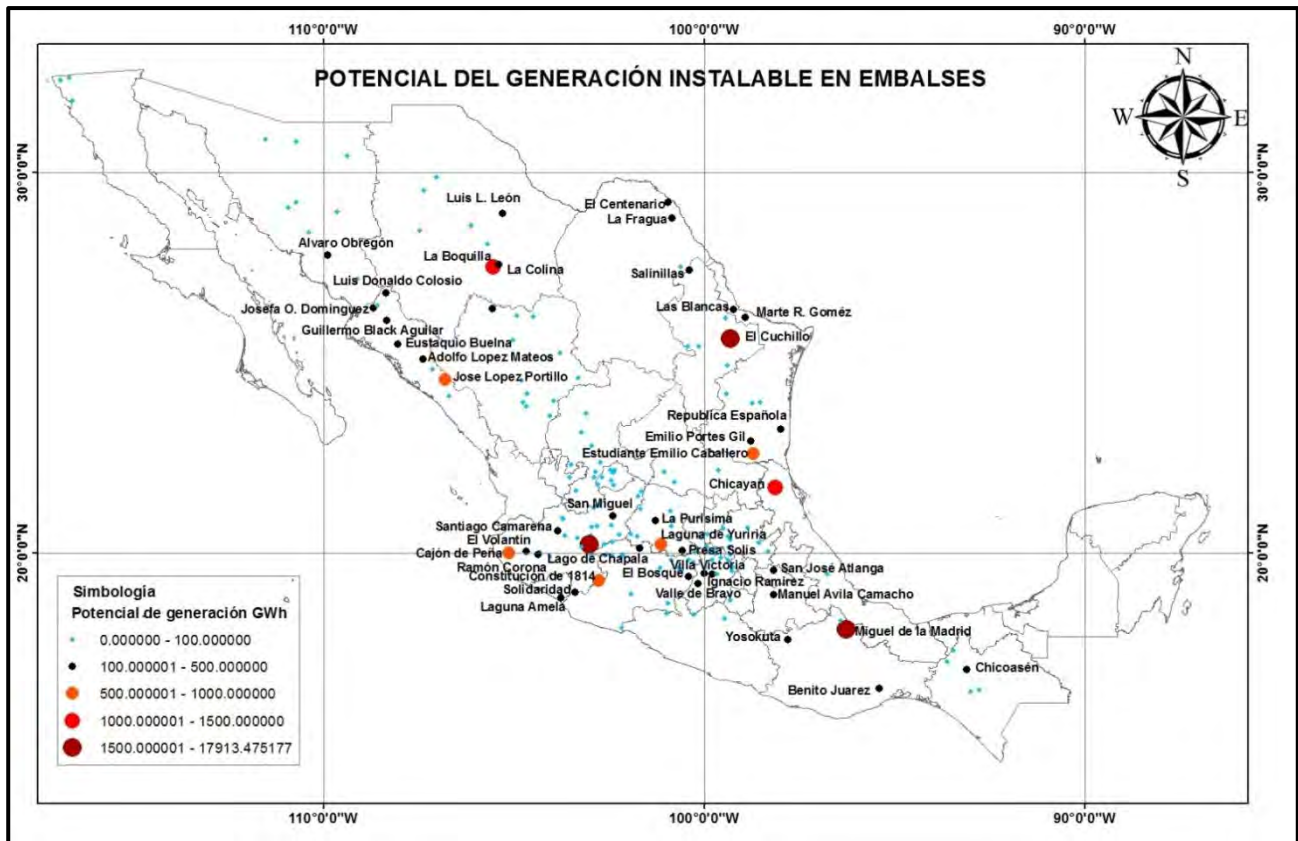 110°0'0"W 100°0'0"W 90°0'0"W
POTENCIAL DEL GENERACIÓN INSTALABLE EN EMBALSES
N
W E
S
30°0'0"N 30°0'0"N
Luis L. León
El Centenario
La Fragua
Alvaro Obregón
La Boquilla
La Colina
Salinillas
Luis Donaldo Colosio
Josefa O. Dominguez
Las Blancas
Marte R. Goméz
Guillermo Black Aguilar
El Cuchillo
Eustaquio Buelna
Adolfo Lopez Mateos
Jose Lopez Portillo
Republica Española
Emilio Portes Gil
Estudiante Emilio Caballero
Chicayan
San Miguel
La Purisima
Santiago Camarena
Laguna de Yuriria
El Volantin
Presa Solis
Cajón de Peña
Lago de Chapala
Villa Victoria
20°0'0"N 20°0'0"N
Ramón Corona
Constitución de 1814
El Bosque
San José Atlanga
Ignacio Ramirez
Solidaridad
Valle de Bravo
Manuel Avila Camacho
Laguna Amela
Yosokuta
Miguel de la Madrid
Chicoasén
Benito Juarez
Simbologia
Potencial de generación GWh
0.000000 - 100.000000
100.000001 - 500.000000
500.000001 - 1000.000000
1000.000001 - 1500.000000
1500.000001 - 17913.475177
110°0'0"W 100°0'0"W 90°0'0"W